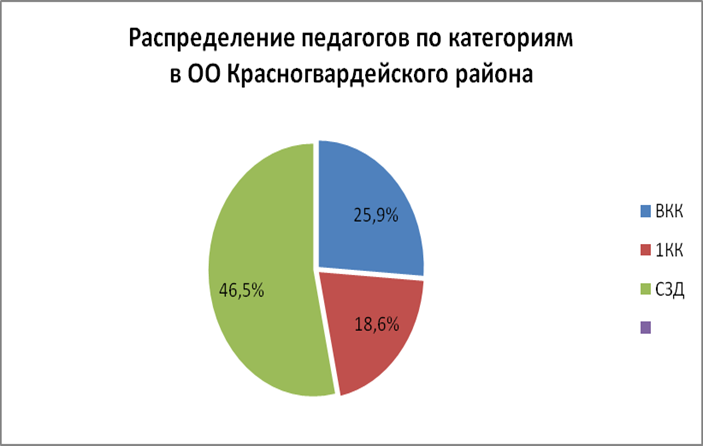 Распределение педагогов по категориям
в ОО Красногвардейского района
25,9%
18,6%
46,5%
ВКК
1КК
СЗД